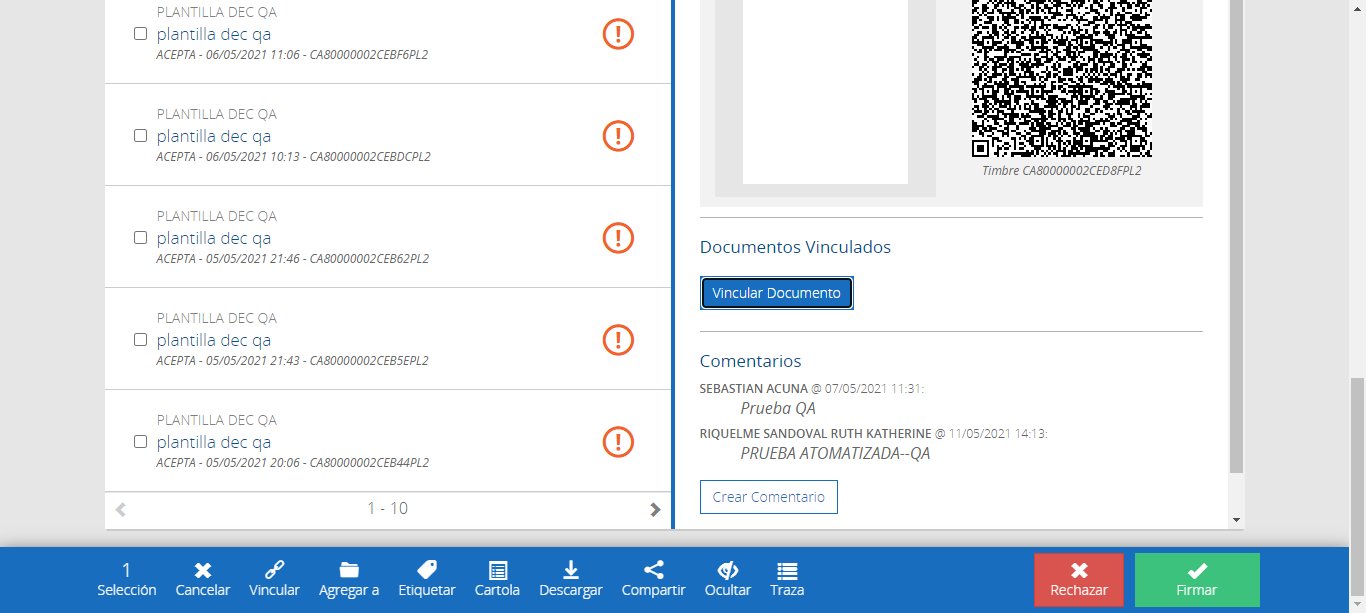 PLANTILLA DEC QA
plantilla dec qa
ACEPTA - 06/05/2021 11:06 - CA80000002CEBF6PL2
PLANTILLA DEC QA
plantilla dec qa
ACEPTA - 06/05/2021 10:13 - CA80000002CEBDCPL2
PLANTILLA DEC QA
plantilla dec qa
ACEPTA - 05/05/2021 21:46 - CA80000002CEB62PL2
PLANTILLA DEC QA
plantilla dec qa
ACEPTA - 05/05/2021 21:43 - CA80000002CEB5EPL2
PLANTILLA DEC QA
plantilla dec qa
ACEPTA - 05/05/2021 20:06 - CA80000002CEB44PL2
1 - 10
Timbre CA80000002CED8FPL2
Documentos Vinculados
Vincular Documento
Comentarios
SEBASTIAN ACUNA @ 07/05/2021 11:31:
Prueba QA
RIQUELME SANDOVAL RUTH KATHERINE @ 11/05/2021 14:13:
PRUEBA ATOMATIZADA--QA
Crear Comentario
1
Selección
Cancelar
Vincular
Agregar a
Etiquetar
Cartola
Descargar
Compartir
Ocultar
Traza
Rechazar
Firmar